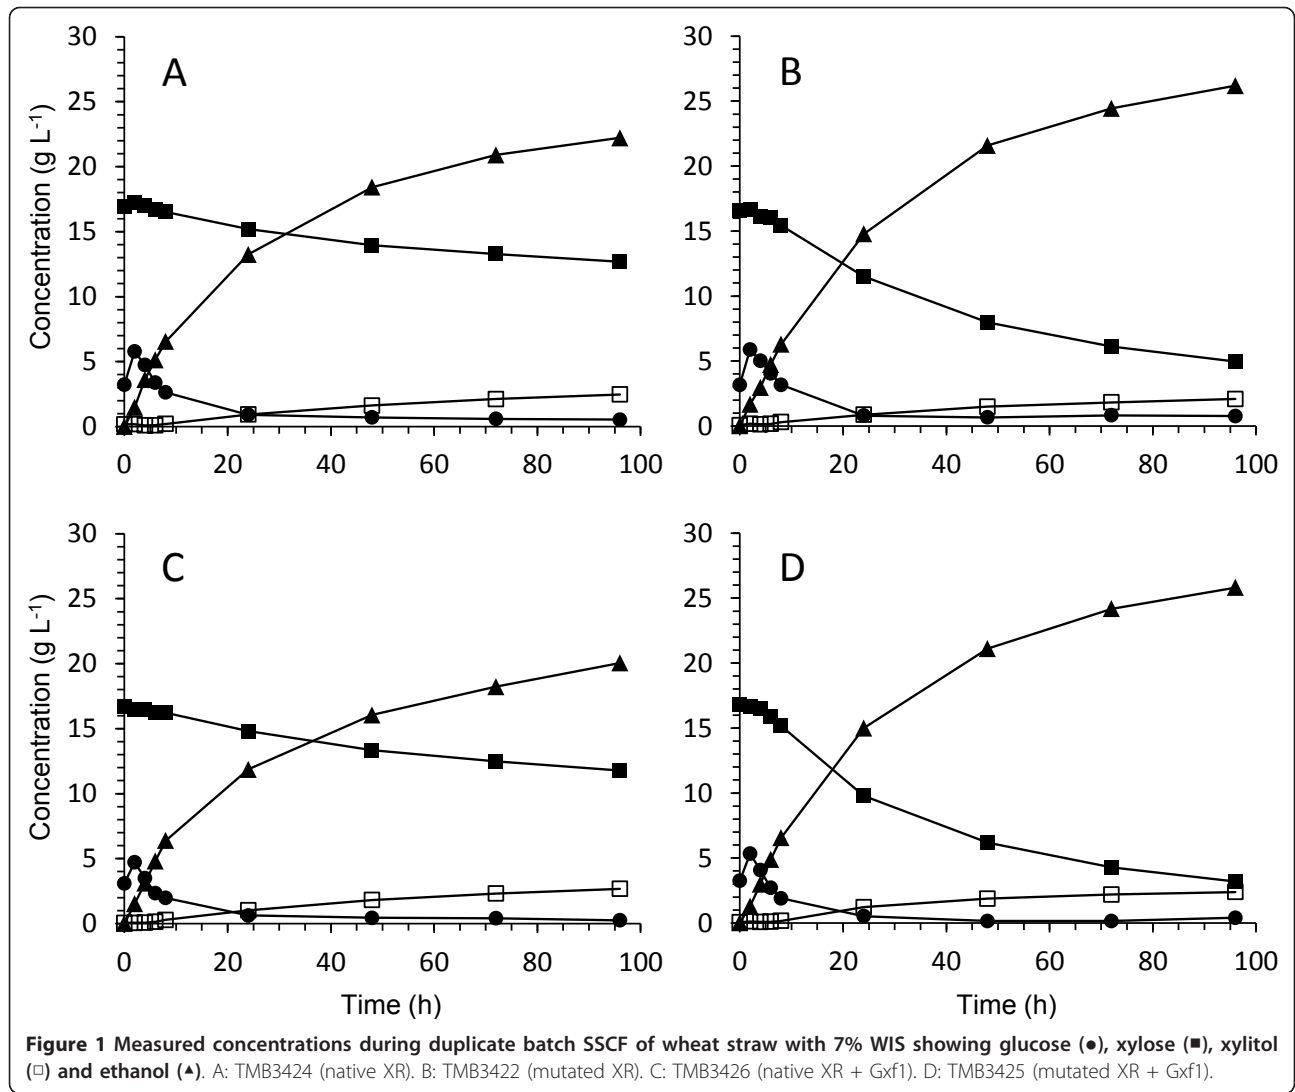 30
25
20
15
10
5
0
0 20 40 60 80 100
Concentration (g L-1)
A
30
25
20
15
10
5
0
0 20 40 60 80 100
B
30
25
20
15
10
5
0
0 20 40 60 80 100
Concentration (g L-1)
Time (h)
C
30
25
20
15
10
5
0
0 20 40 60 80 100
Time (h)
D
Figure 1 Measured concentrations during duplicate batch SSCF of wheat straw with 7% WIS showing glucose (●), xylose (■), xylitol
(□) and ethanol (▲). A: TMB3424 (native XR). B: TMB3422 (mutated XR). C: TMB3426 (native XR + Gxf1). D: TMB3425 (mutated XR + Gxf1).